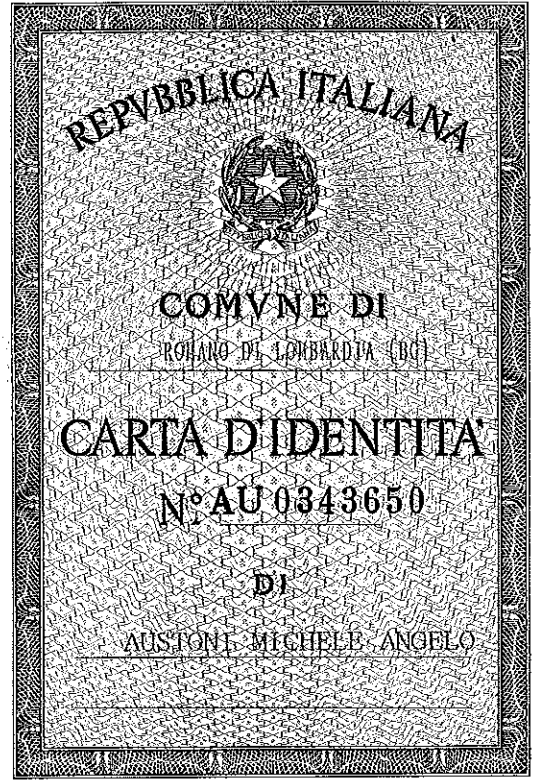 REPVBBLICA ITALIANA
COMVNE DI
ROMANO DI LOMBARDIA (BG)
CARTA D'IDENTITA'
N° AU 0343650
DI
AUSTONI MICHELE ANGELO